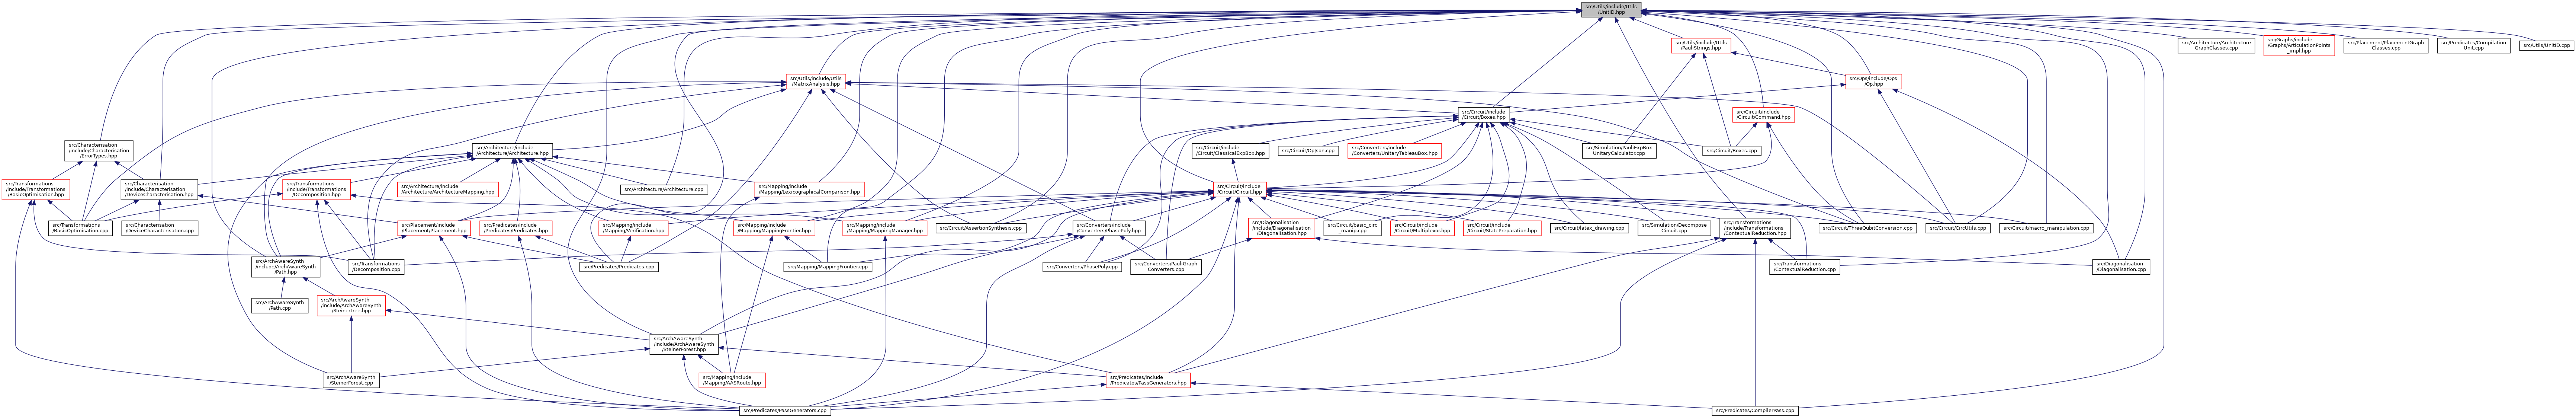 src/Utils/include/Utils
/UnitID.hpp
src/Utils/include/Utils
/PauliStrings.hpp
src/Architecture/Architecture
GraphClasses.cpp
src/Graphs/include
/Graphs/ArticulationPoints
_impl.hpp
src/Placement/PlacementGraph
Classes.cpp
src/Predicates/Compilation
Unit.cpp
src/Utils/UnitID.cpp
src/Utils/include/Utils
/MatrixAnalysis.hpp
src/Ops/include/Ops
/Op.hpp
src/Circuit/include
/Circuit/Boxes.hpp
src/Circuit/include
/Circuit/Command.hpp
src/Characterisation
/include/Characterisation
/ErrorTypes.hpp
src/Architecture/include
/Architecture/Architecture.hpp
src/Circuit/include
/Circuit/ClassicalExpBox.hpp
src/Circuit/OpJson.cpp
src/Converters/include
/Converters/UnitaryTableauBox.hpp
src/Simulation/PauliExpBox
UnitaryCalculator.cpp
src/Circuit/Boxes.cpp
src/Transformations
/include/Transformations
/BasicOptimisation.hpp
src/Characterisation
/include/Characterisation
/DeviceCharacterisation.hpp
src/Transformations
/include/Transformations
/Decomposition.hpp
src/Architecture/include
/Architecture/ArchitectureMapping.hpp
src/Architecture/Architecture.cpp
src/Mapping/include
/Mapping/LexicographicalComparison.hpp
src/Circuit/include
/Circuit/Circuit.hpp
src/Transformations
/BasicOptimisation.cpp
src/Characterisation
/DeviceCharacterisation.cpp
src/Placement/include
/Placement/Placement.hpp
src/Predicates/include
/Predicates/Predicates.hpp
src/Mapping/include
/Mapping/MappingVerification.hpp
src/Mapping/include
/Mapping/MappingFrontier.hpp
src/Mapping/include
/Mapping/MappingManager.hpp
src/Circuit/AssertionSynthesis.cpp
src/Converters/include
/Converters/PhasePoly.hpp
src/Diagonalisation
/include/Diagonalisation
/Diagonalisation.hpp
src/Circuit/basic_circ
_manip.cpp
src/Circuit/include
/Circuit/Multiplexor.hpp
src/Circuit/include
/Circuit/StatePreparation.hpp
src/Circuit/latex_drawing.cpp
src/Simulation/Decompose
Circuit.cpp
src/Transformations
/include/Transformations
/ContextualReduction.hpp
src/Circuit/ThreeQubitConversion.cpp
src/Circuit/CircUtils.cpp
src/Circuit/macro_manipulation.cpp
src/ArchAwareSynth
/include/ArchAwareSynth
/Path.hpp
src/Transformations
/Decomposition.cpp
src/Predicates/Predicates.cpp
src/Mapping/MappingFrontier.cpp
src/Converters/PhasePoly.cpp
src/Converters/PauliGraph
Converters.cpp
src/Transformations
/ContextualReduction.cpp
src/Diagonalisation
/Diagonalisation.cpp
src/ArchAwareSynth
/Path.cpp
src/ArchAwareSynth
/include/ArchAwareSynth
/SteinerTree.hpp
src/ArchAwareSynth
/include/ArchAwareSynth
/SteinerForest.hpp
src/ArchAwareSynth
/SteinerForest.cpp
src/Mapping/include
/Mapping/AASRoute.hpp
src/Predicates/include
/Predicates/PassGenerators.hpp
src/Predicates/PassGenerators.cpp
src/Predicates/CompilerPass.cpp